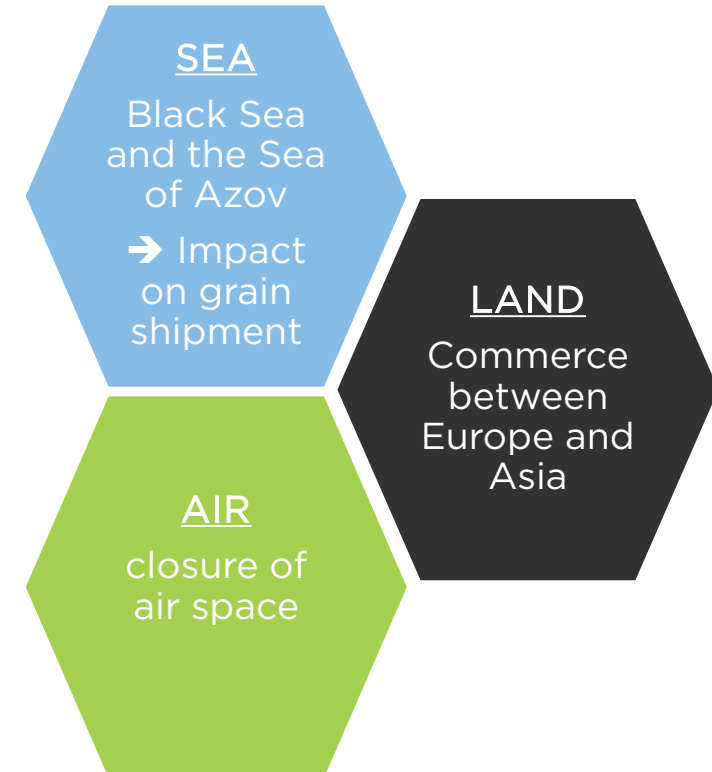 SEA
Black Sea
and the Sea
of Azov
➔ Impact
on grain
shipment
LAND
Commerce
between
Europe and
Asia
AIR
closure of
air space